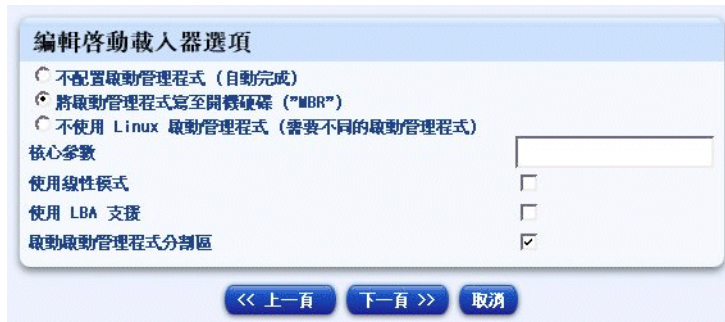 編輯啓動載入器選項
不配置啟動管理程式 (自動完成)
將啟動管理程式寫至開機硬碟 ("MBR")
不使用 Linux 啟動管理程式 (需要不同的啟動管理程式)
核心參數
使用線性模式
使用 LBA 支援
啟動啟動管理程式分割區
<< 上一頁 下一頁 >> 取消